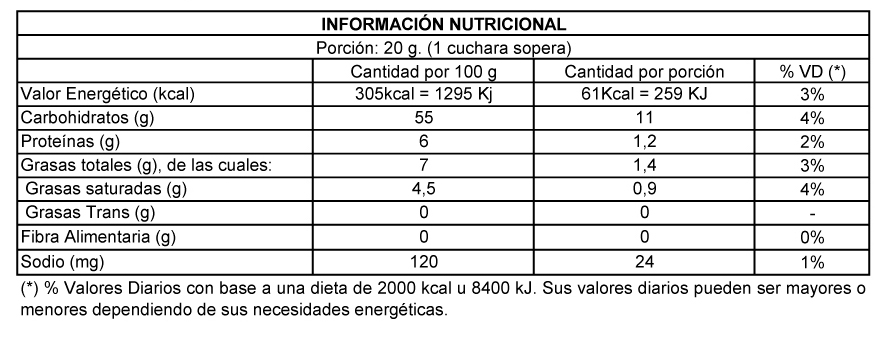 INFORMACIÓN NUTRICIONAL
Porción: 20 g. (1 cuchara sopera)
Cantidad por 100 g Cantidad por porción % VD (*)
Valor Energético (kcal) 305kcal = 1295 Kj 61Kcal = 259 KJ 3%
Carbohidratos (g) 55 11 4%
Proteínas (g) 6 1,2 2%
Grasas totales (g), de las cuales: 7 1,4 3%
Grasas saturadas (g) 4,5 0,9 4%
Grasas Trans (g) 0 0 -
Fibra Alimentaria (g) 0 0 0%
Sodio (mg) 120 24 1%
(*) % Valores Diarios con base a una dieta de 2000 kcal u 8400 kJ. Sus valores diarios pueden ser mayores o
menores dependiendo de sus necesidades energéticas.